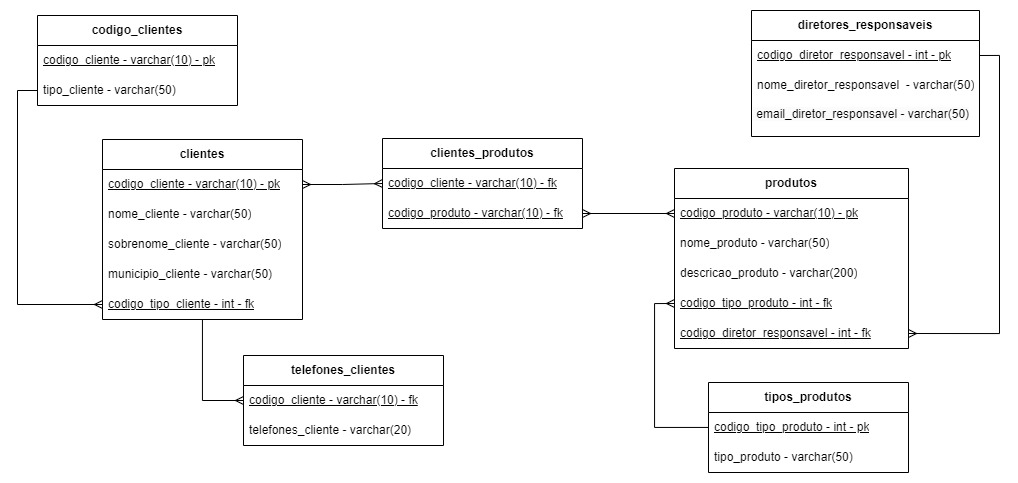 codigo_clientes
codigo_cliente - varchar(10) - pk
tipo_cliente - varchar(50)
diretores_responsaveis
codigo_diretor_responsavel - int - pk
nome_diretor_responsavel - varchar(50)
email_diretor_responsavel - varchar(50)
clientes
codigo_cliente - varchar(10) - pk
nome_cliente - varchar(50)
sobrenome_cliente - varchar(50)
municipio_cliente - varchar(50)
codigo_tipo_cliente - int - fk
clientes_produtos
codigo_cliente - varchar(10) - fk
codigo_produto - varchar(10) - fk
produtos
codigo_produto - varchar(10) - pk
nome_produto - varchar(50)
descricao_produto - varchar(200)
codigo_tipo_produto - int - fk
codigo_diretor_responsavel - int - fk
telefones_clientes
codigo_cliente - varchar(10) - fk
telefones_cliente - varchar(20)
tipos_produtos
codigo_tipo_produto - int - pk
tipo_produto - varchar(50)